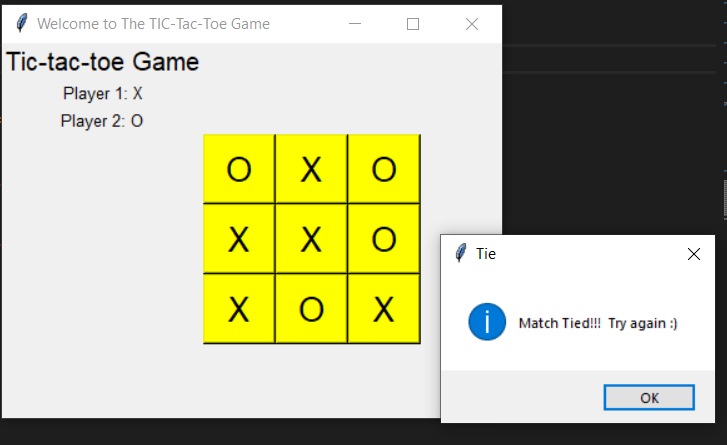 Welcome to The TIC-Tac-Toe Game
Tic-tac-toe Game
Player 1: X
Player 2: O
O X O
X X O
X O X
Tie
Match Tied!!! Try again :)
OK